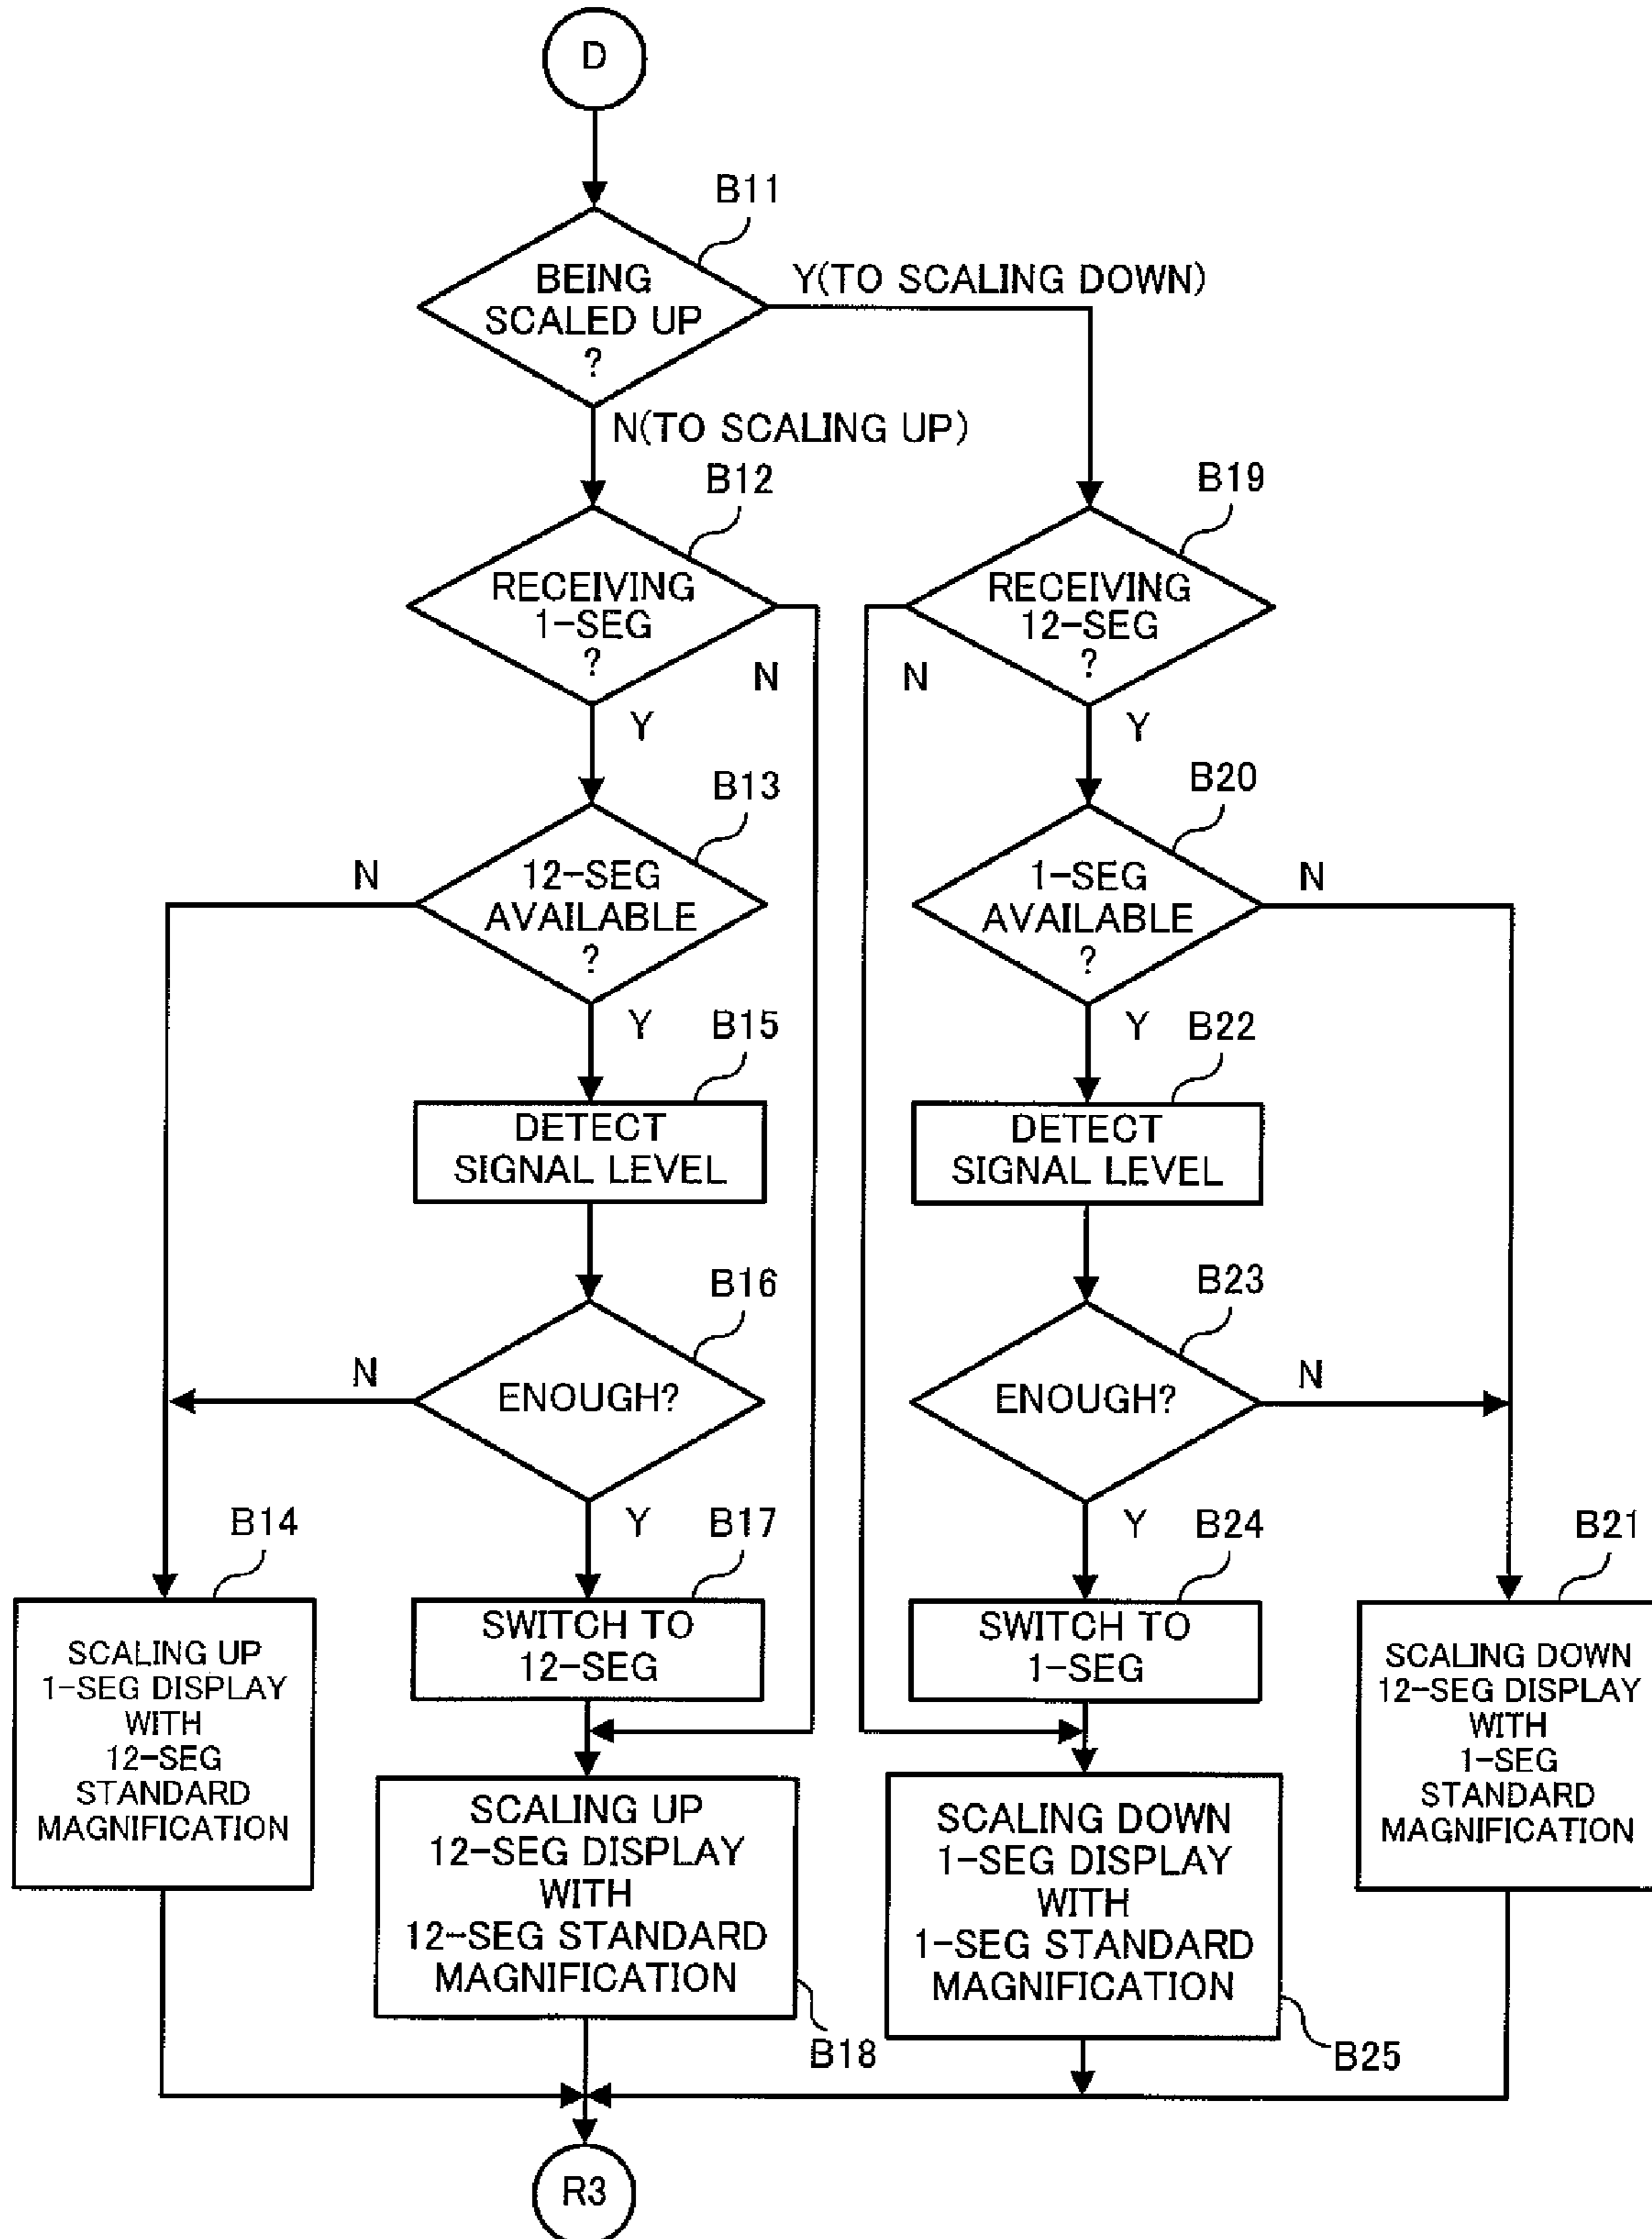 D
B11
BEING
SCALED UP
?
Y(TO SCALING DOWN)
N(TO SCALING UP)
B12
RECEIVING
1-SEG
?
N
Y
B19
RECEIVING
12-SEG
?
N
Y
B13
12-SEG
AVAILABLE
?
N
Y
B20
1-SEG
AVAILABLE
?
N
Y
B15
DETECT
SIGNAL LEVEL
B22
DETECT
SIGNAL LEVEL
B16
ENOUGH?
N
Y
B23
ENOUGH?
N
Y
B14
SCALING UP
1-SEG DISPLAY
WITH
12-SEG
STANDARD
MAGNIFICATION
B17
SWITCH TO
12-SEG
B24
SWITCH TO
1-SEG
B21
SCALING DOWN
12-SEG DISPLAY
WITH
1-SEG
STANDARD
MAGNIFICATION
SCALING UP
12-SEG DISPLAY
WITH
12-SEG STANDARD
MAGNIFICATION
B18
SCALING DOWN
1-SEG DISPLAY
WITH
1-SEG STANDARD
MAGNIFICATION
B25
R3